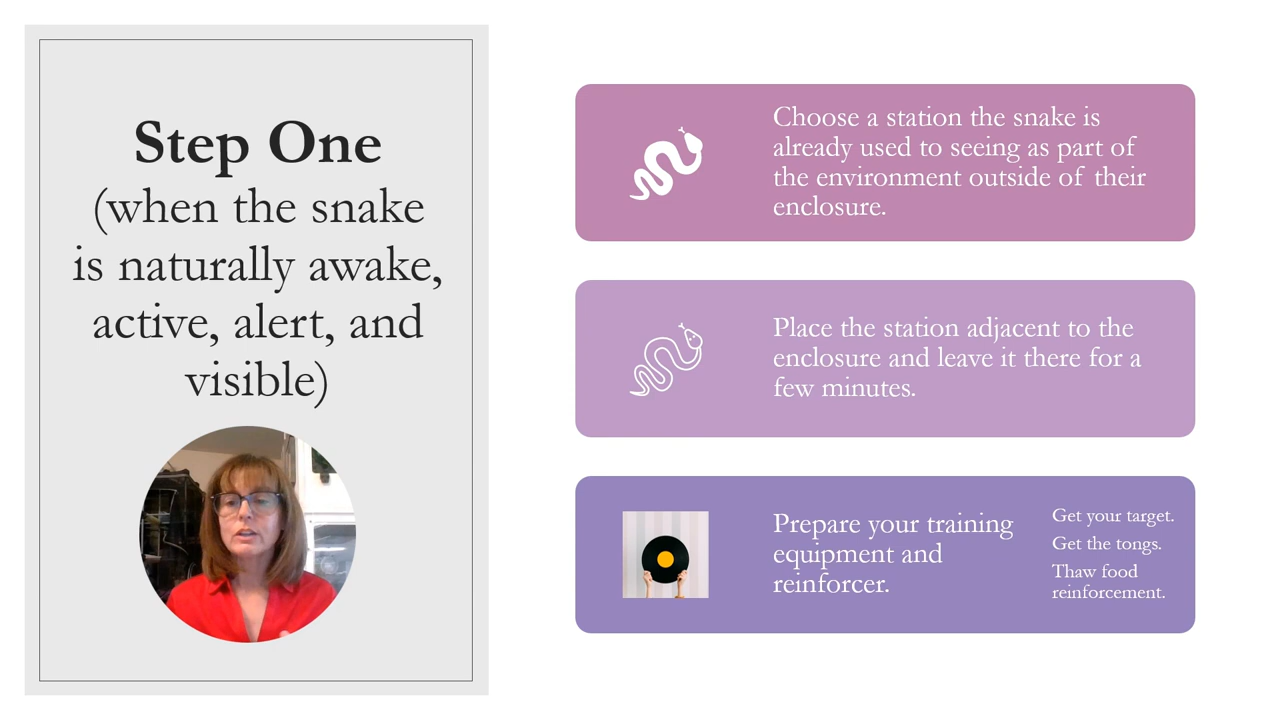 Step One
(when the snake
is naturally awake,
active, alert, and
visible)
Choose a station the snake is
already used to seeing as part of
the environment outside of their
enclosure.
Place the station adjacent to the
enclosure and leave it there for a
few minutes.
Prepare your training
equipment and
reinforcer.
Get your target.
Get the tongs.
Thaw food
reinforcement.